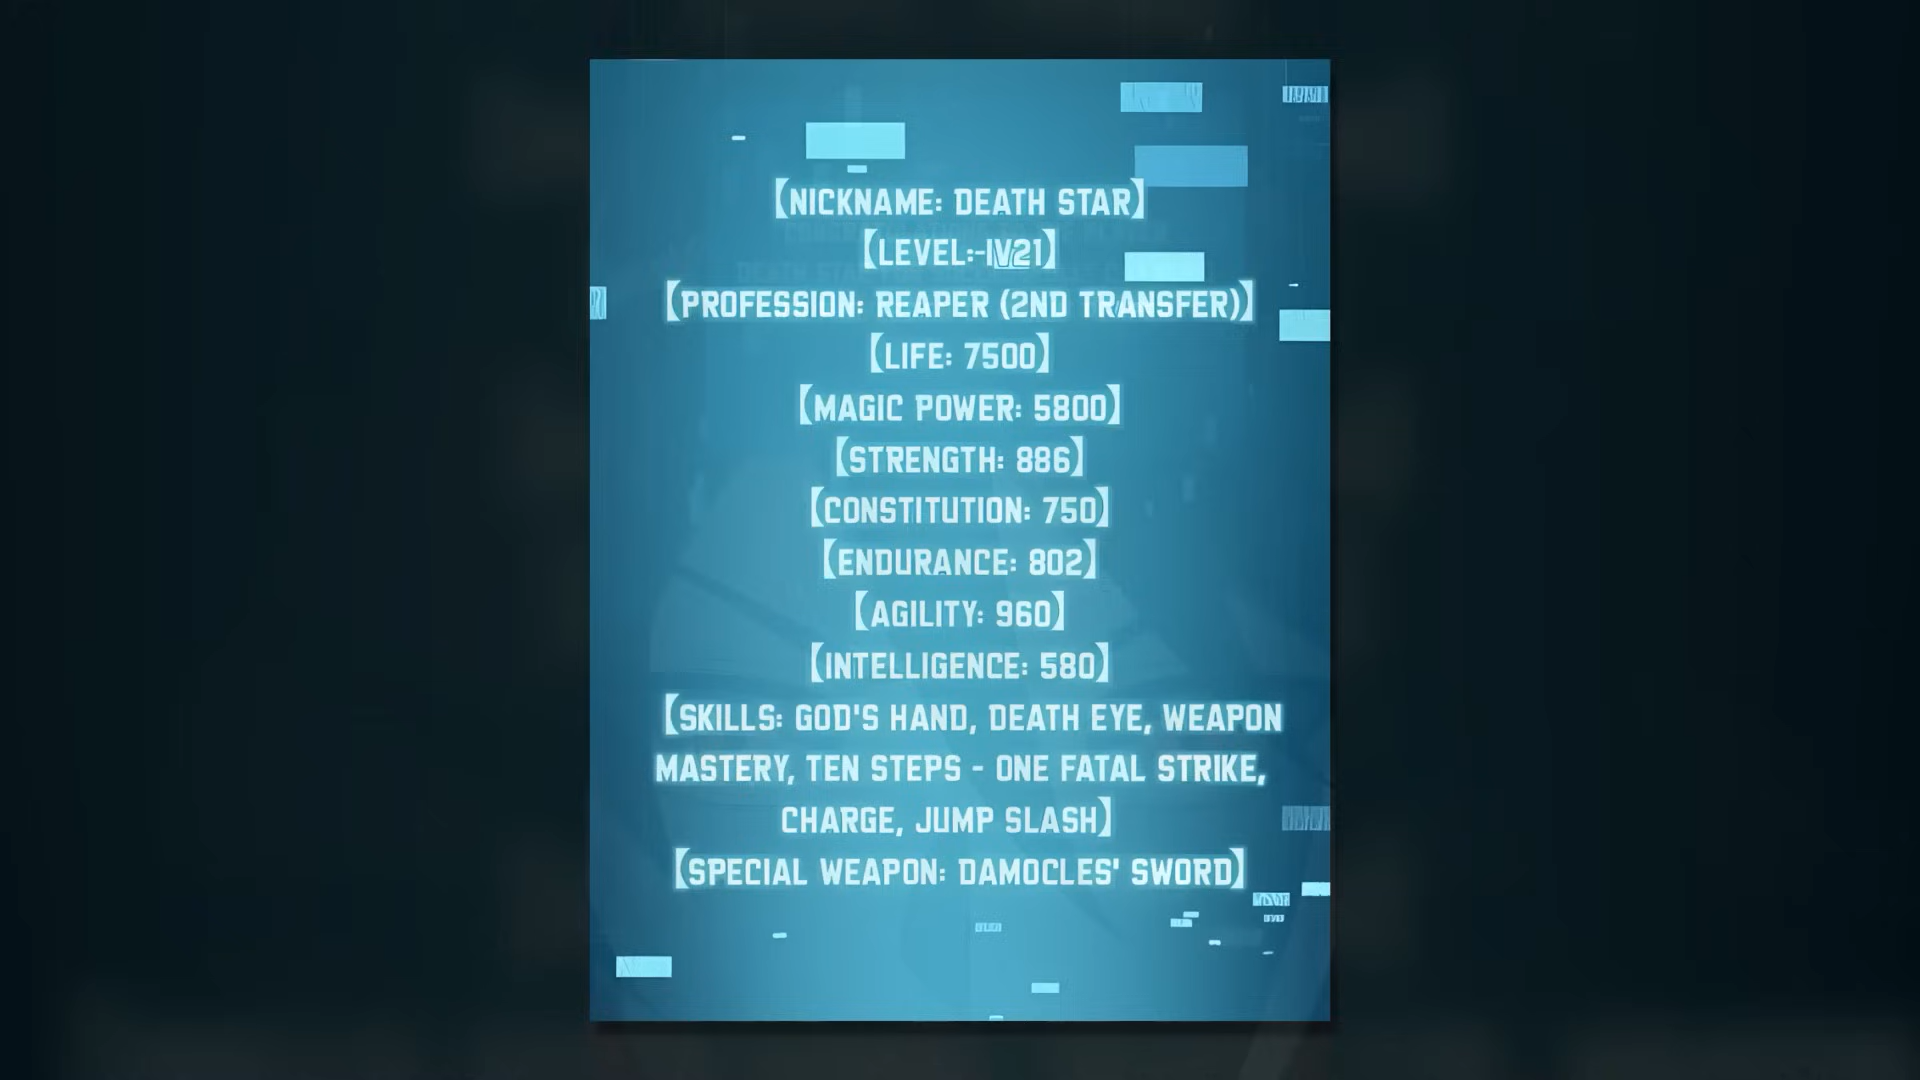 【NICKNAME: DEATH STAR】
【LEVEL:-IV21】
【PROFESSION: REAPER (2ND TRANSFER)】
【LIFE: 7500】
【MAGIC POWER: 5800】
【STRENGTH: 886】
【CONSTITUTION: 750】
【ENDURANCE: 802】
【AGILITY: 960】
【INTELLIGENCE: 580】
【SKILLS: GOD'S HAND, DEATH EYE, WEAPON
MASTERY, TEN STEPS - ONE FATAL STRIKE,
CHARGE, JUMP SLASH】
【SPECIAL WEAPON: DAMOCLES' SWORD】